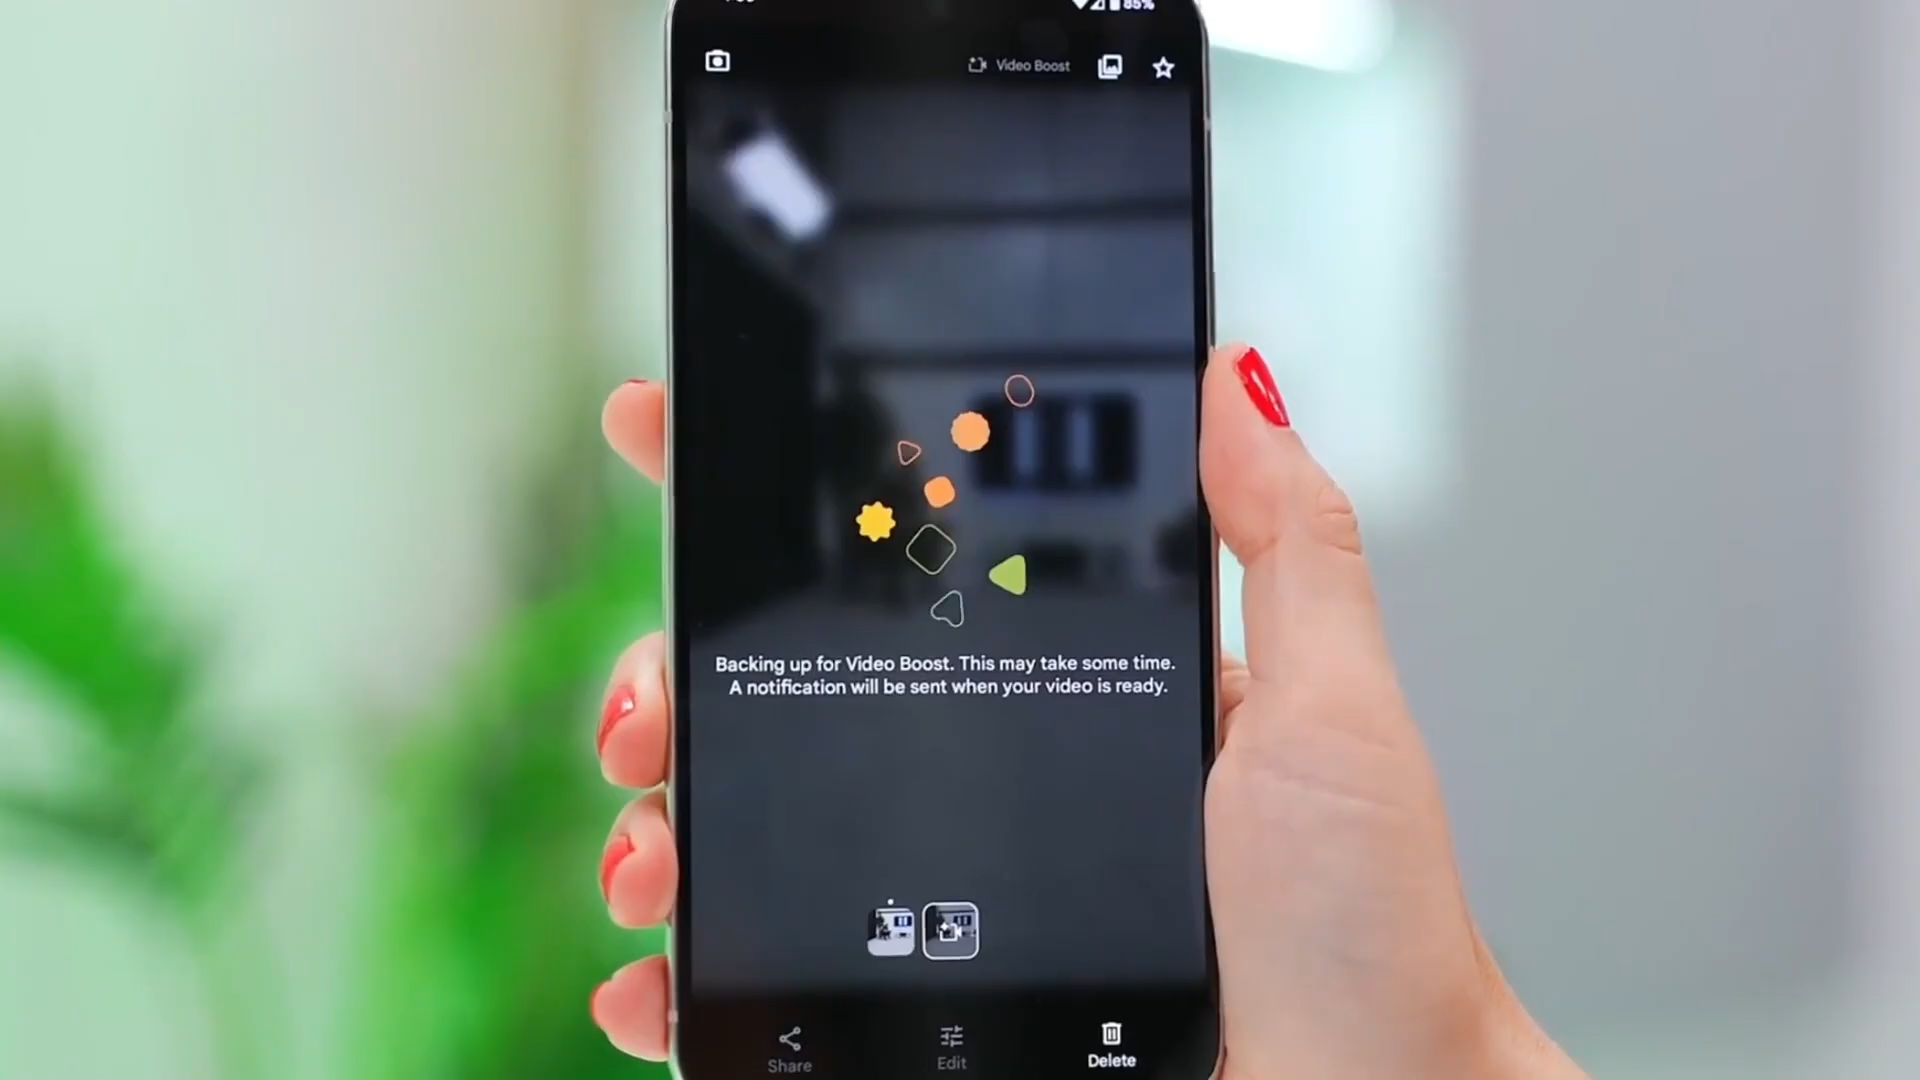 85%
Video Boost
Backing up for Video Boost. This may take some time.
A notification will be sent when your video is ready.
Share
Edit
Delete